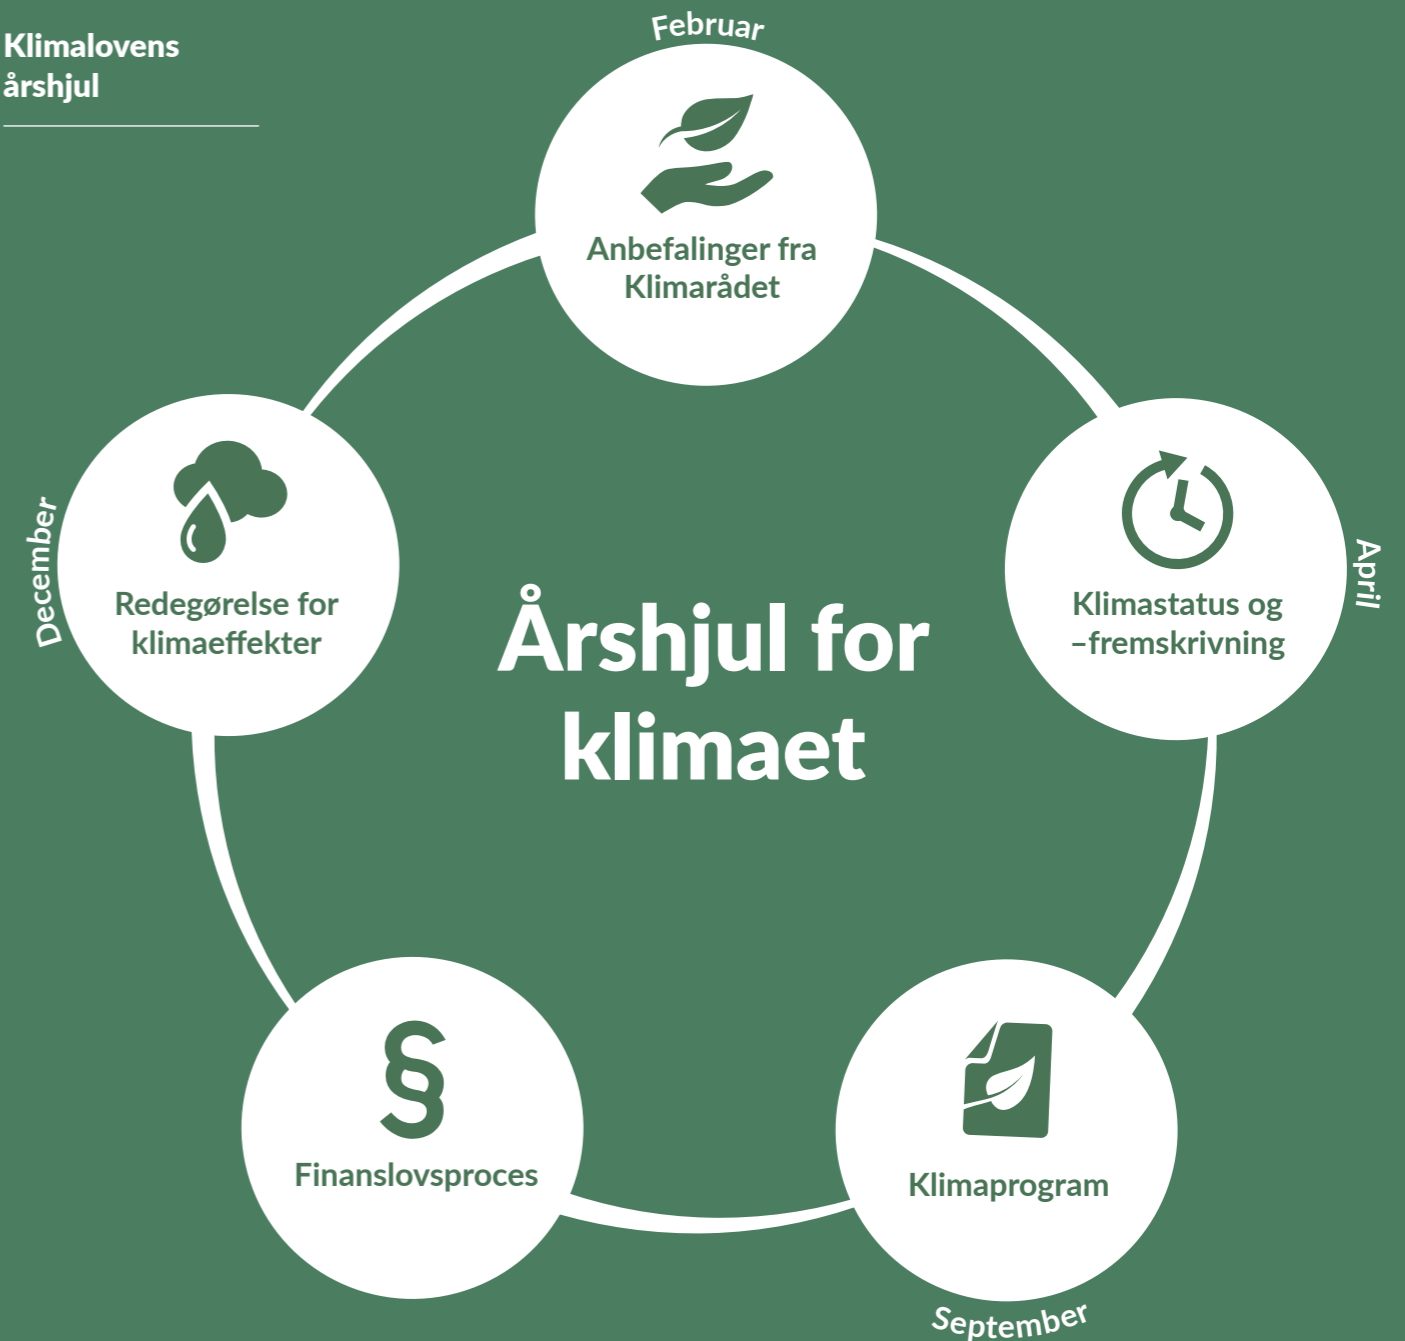 Klimalovens
årshjul
Februar
Anbefalinger fra
Klimarådet
April
Klimastatus og
–fremskrivning
September
Klimaprogram
§
Finanslovsproces
December
Redegørelse for
klimaeffekter
Årshjul for
klimaet